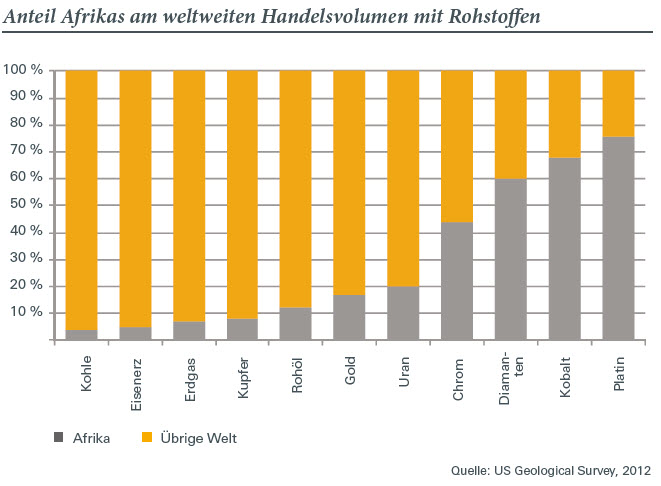 Anteil Afrikas am weltweiten Handelsvolumen mit Rohstoffen
100 %
90 %
80 %
70 %
60 %
50 %
40 %
30 %
20 %
10 %
Kohle
Eisenerz
Erdgas
Kupfer
Rohöl
Gold
Uran
Chrom
Diaman-
ten
Kobalt
Platin
Afrika
Übrige Welt
Quelle: US Geological Survey, 2012